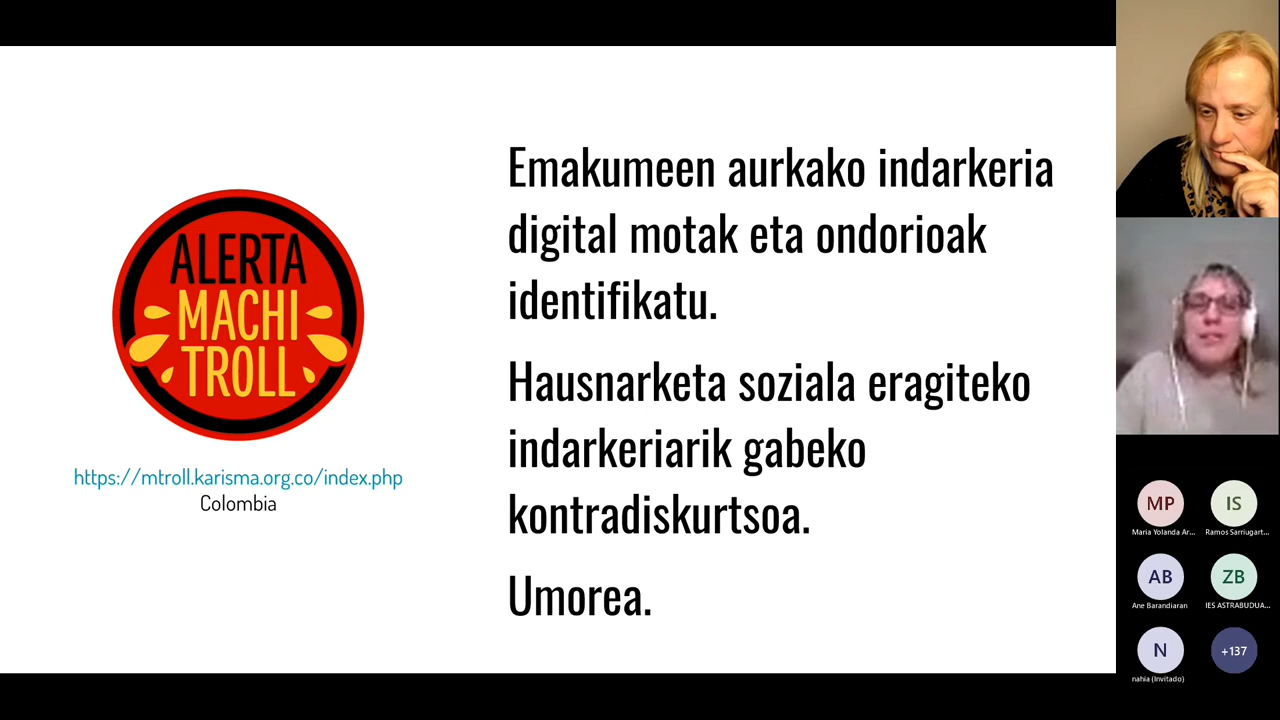 ALERTA
MACHI
TROLL
https://mtroll.karisma.org.co/index.php
Colombia
Emakumeen aurkako indarkeria
digital motak eta ondorioak
identifikatu.
Hausnarketa soziala eragiteko
indarkeriarik gabeko
kontradiskurtsoa.
Umorea.
MP
IS
Maria Yolanda Ar...
Ramos Sarriugart...
AB
ZB
Ane Barandiaran
IES ASTRABUDUA...
N
+137
nahia (Invitado)